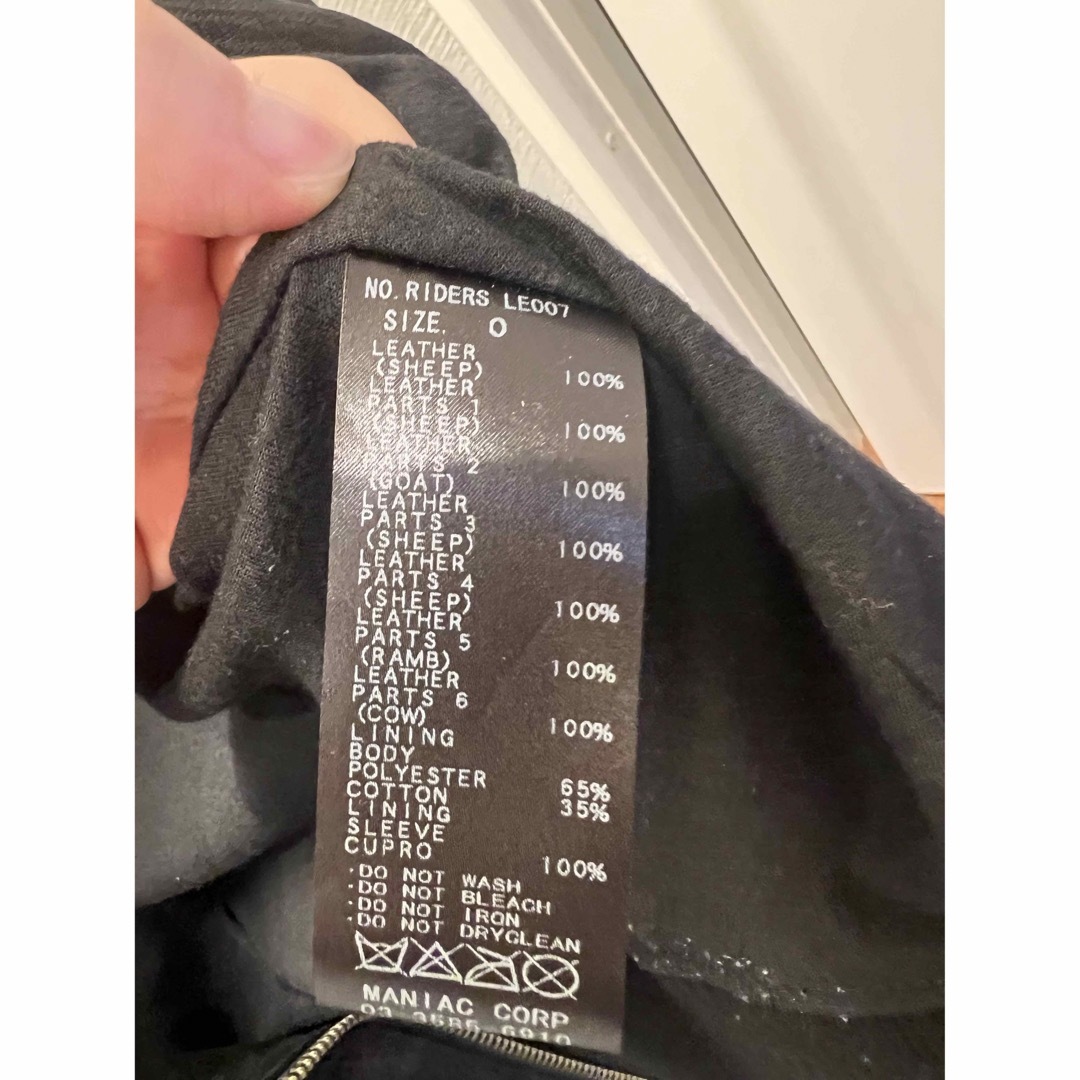 NO. RIDERS LE007
SIZE. 0
LEATHER
(SHEEP) 100%
LEATHER
PARTS 1
(SHEEP) 100%
LEATHER
PARTS 2
(GOAT) 100%
LEATHER
PARTS 3
(SHEEP) 100%
LEATHER
PARTS 4
(SHEEP) 100%
LEATHER
PARTS 5
(RAMB) 100%
LEATHER
PARTS 6
(COW) 100%
LINING
BODY
POLYESTER 65%
COTTON 35%
LINING
SLEEVE
CUPRO 100%
·DO NOT WASH
·DO NOT BLEACH
·DO NOT IRON
·DO NOT DRYCLEAN
MANIAC CORP